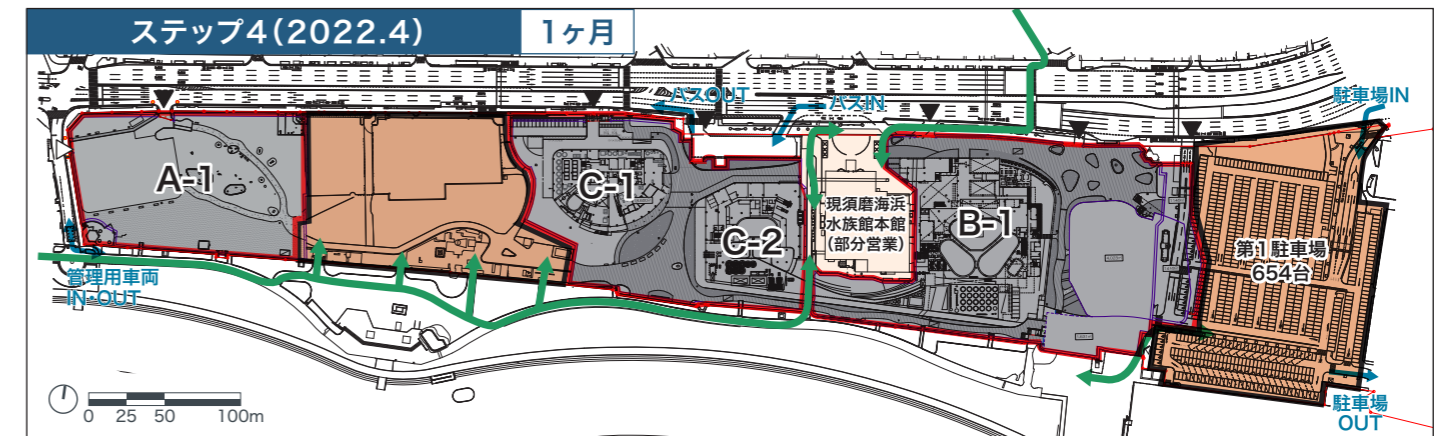 ステップ4(2022.4)
1ヶ月
バスOUT
バスIN
駐車場IN
A-1
C-1
C-2
現須磨海浜
水族館本館
(部分営業)
B-1
第1駐車場
654台
管理用車両
IN・OUT
駐車場
OUT
0 25 50 100m